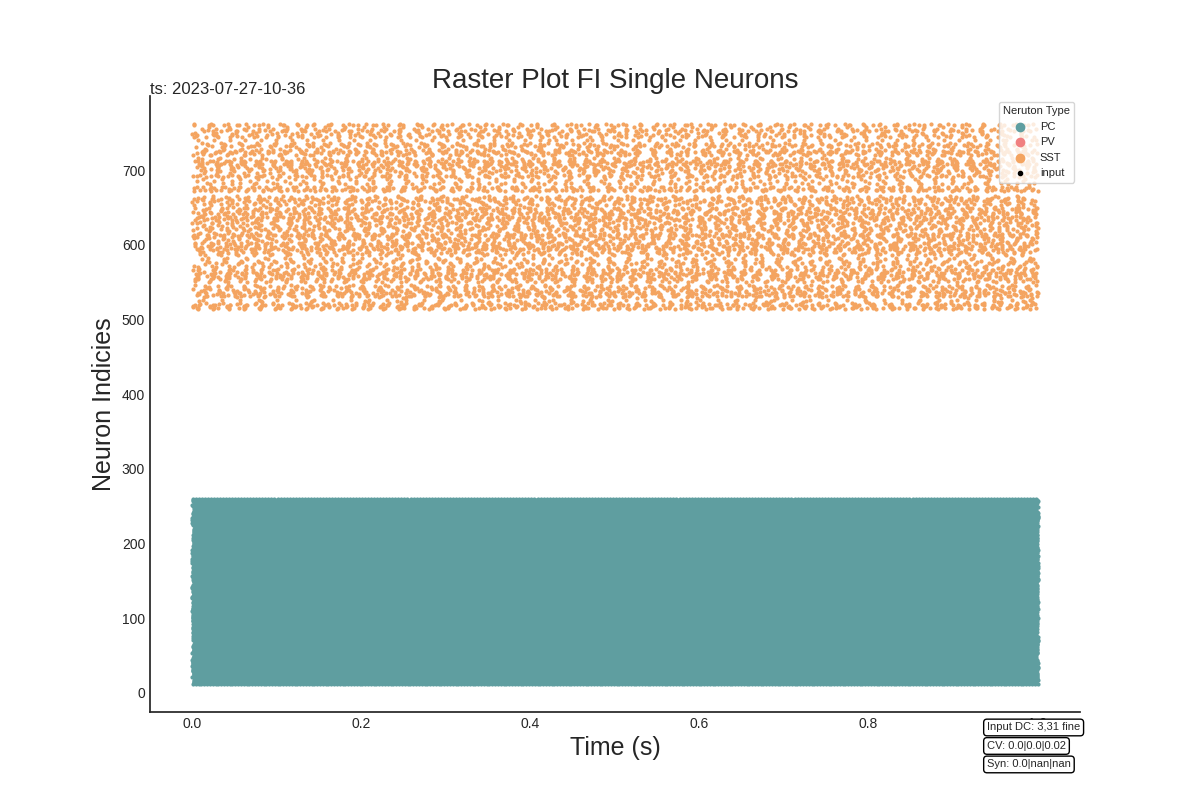 Raster Plot FI Single Neurons
ts: 2023-07-27-10-36
Neruton Type
PC
PV
SST
input
Neuron Indicies
700
600
500
400
300
200
100
0
0.0 0.2 0.4 0.6 0.8
Time (s)
Input DC: 3,31 fine
CV: 0.0|0.0|0.02
Syn: 0.0|nan|nan